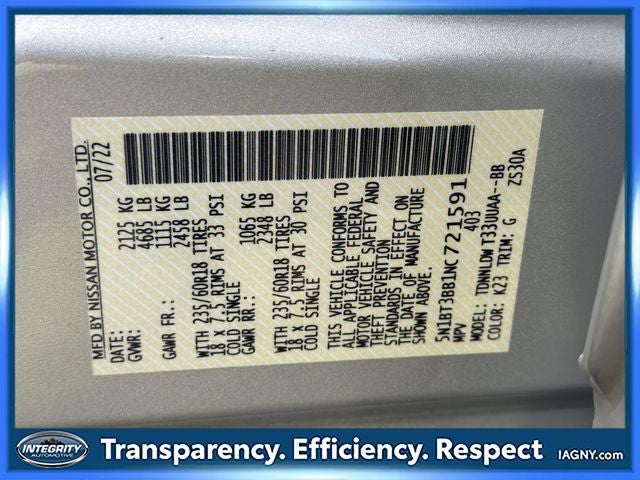 MFD BY NISSAN MOTOR CO., LTD.
DATE: 07/22
GVWR: 2125 KG
4685 LB
GAWR FR.: 1115 KG
2458 LB
WITH 235/60R18 TIRES
18 x 7.5 RIMS AT 33 PSI
COLD SINGLE
GAWR RR.: 1065 KG
2348 LB
WITH 235/60R18 TIRES
18 x 7.5 RIMS AT 30 PSI
COLD SINGLE
THIS VEHICLE CONFORMS TO
ALL APPLICABLE FEDERAL
MOTOR VEHICLE SAFETY AND
THEFT PREVENTION
STANDARDS IN EFFECT ON
THE DATE OF MANUFACTURE
SHOWN ABOVE.
5N1BT3BB1NC721591
MPV 403
MODEL: TDNNLDW T33UUAA--BB
COLOR: K23 TRIM: G ZS30A
INTEGRITY
AUTOMOTIVE
Transparency. Efficiency. Respect
IAGNY.com